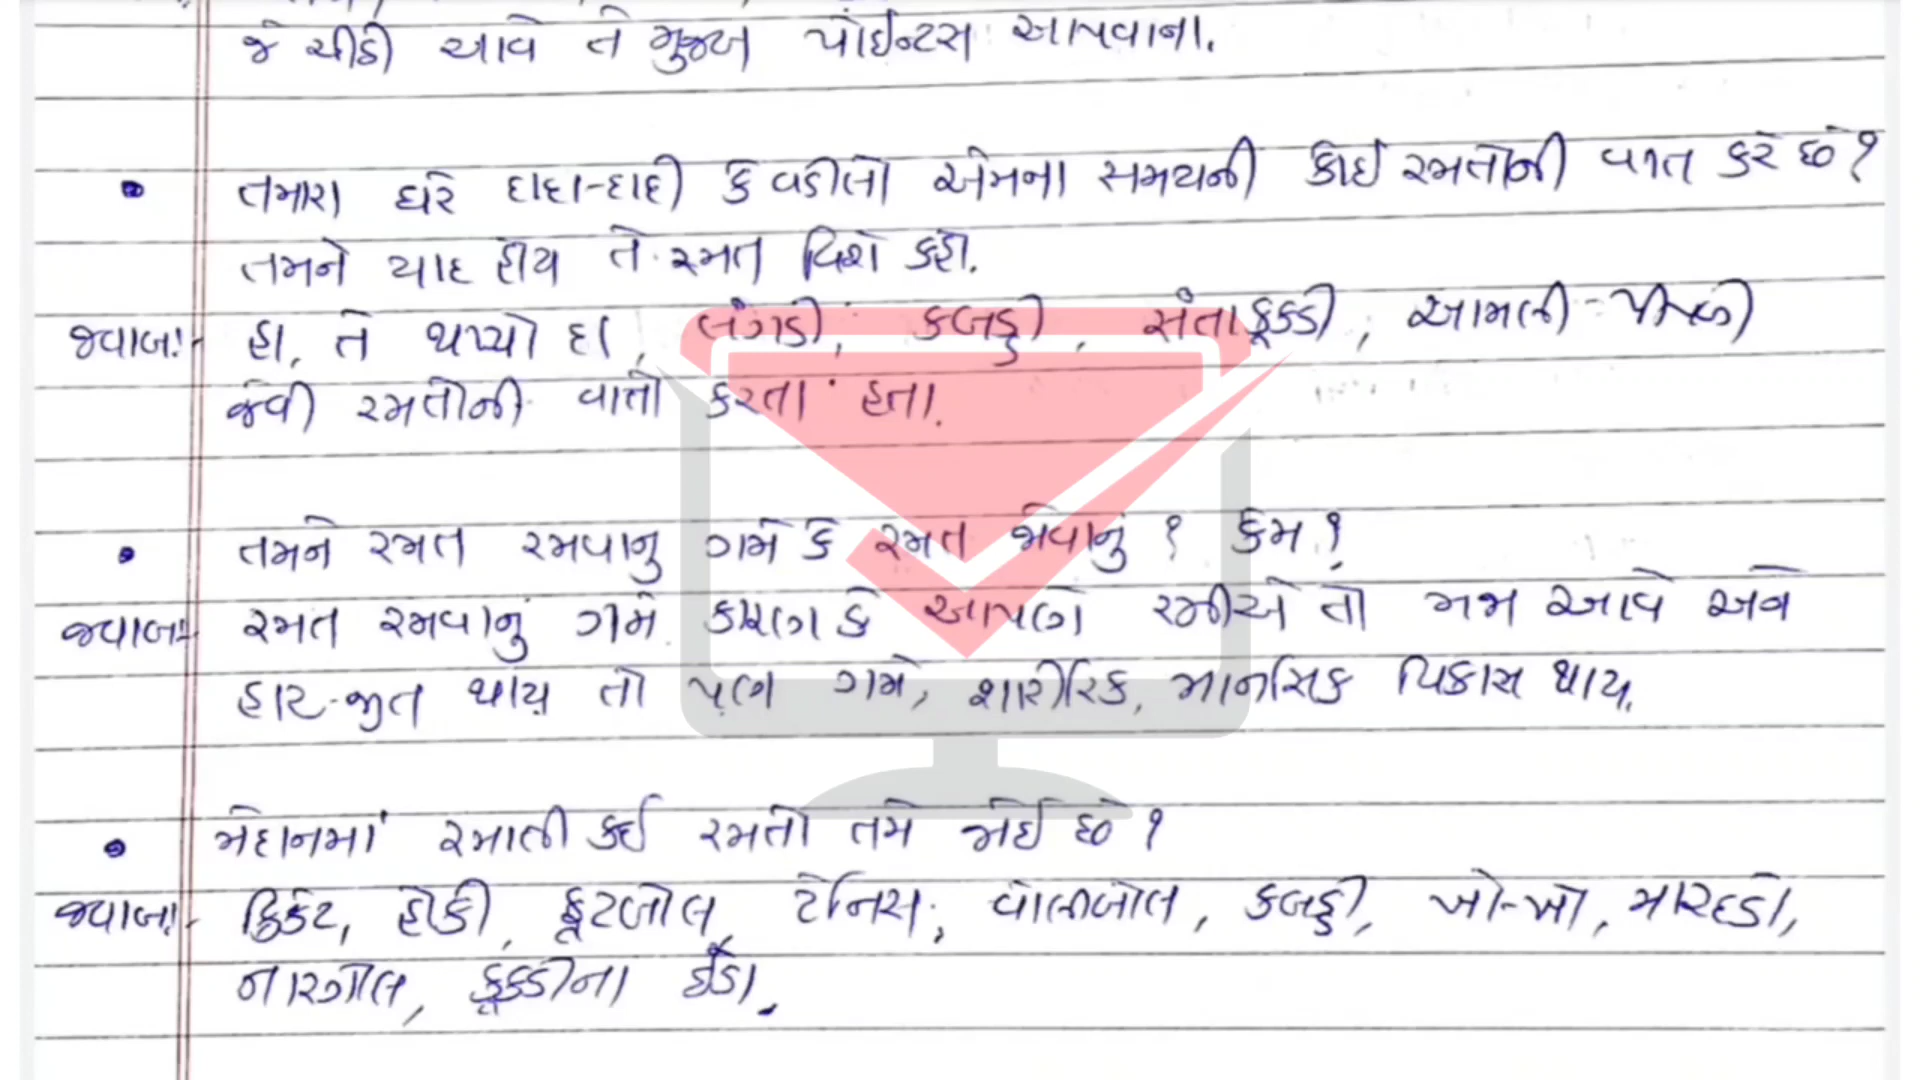 જે ચીઠ્ઠી આવે તે મુજબ પોઈન્ટસ આપવાના.
• તમારા ઘરે દાદા-દાદી કે વડીલો એમના સમયની કોઈ રમતોની વાત કરે છે?
તમને યાદ હોય તે રમત વિશે કહો.
જવાબ:- હા, તે થપ્પો દા, લંગડી, કબડ્ડી, સંતાકૂકડી, આમલી-પીપળી
જેવી રમતોની વાતો કરતાં હતા.
• તમને રમત રમવાનુ ગમે કે રમત જોવાનું? કેમ?
જવાબ:- રમત રમવાનું ગમે કારણ કે આપણે રમીએ તો મજા આવે અને
હાર-જીત થાય તો પણ ગમે, શારીરિક, માનસિક વિકાસ થાય.
• મેદાનમાં રમાતી કઈ રમતો તમે જોઈ છે?
જવાબ:- ક્રિકેટ, હોકી, ફૂટબોલ, ટેનિસ, વોલીબોલ, કબડ્ડી, ખો-ખો, મારદડી,
નારગોલ, કૂકડીના ઈંડા.